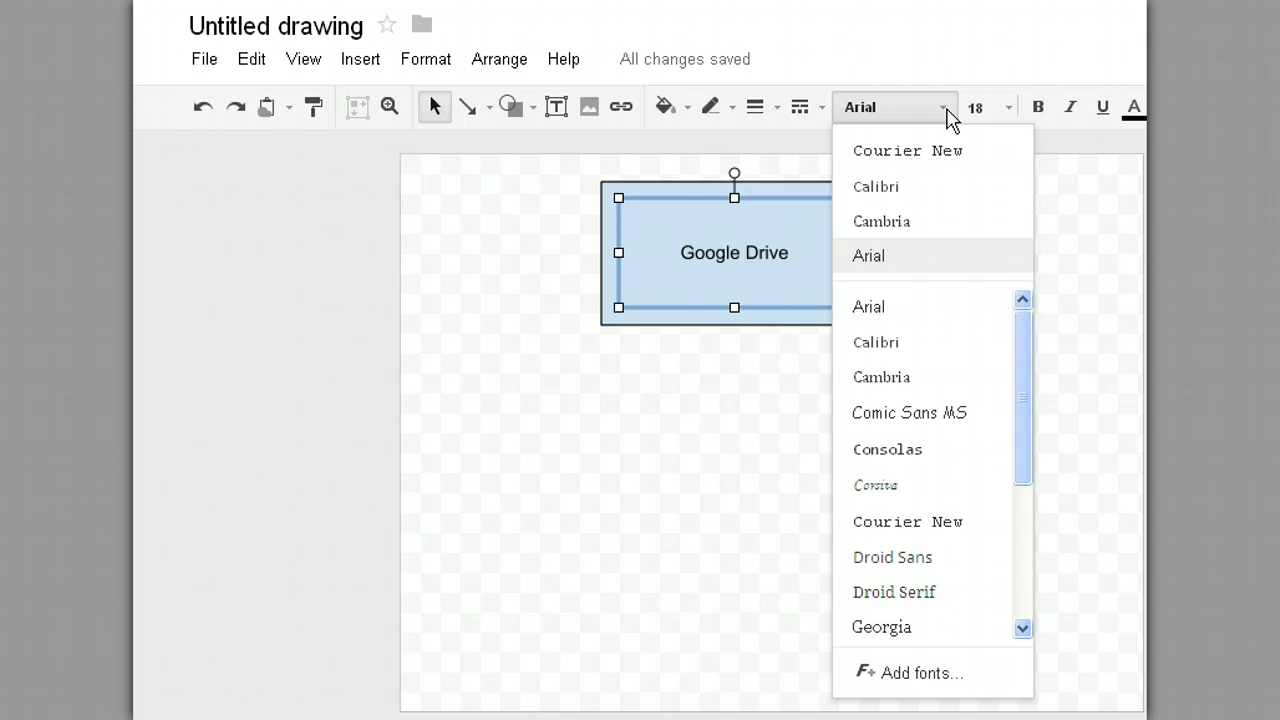 Untitled drawing
File Edit View Insert Format Arrange Help All changes saved
Arial 18 B I U A
Courier New
Calibri
Cambria
Arial
Google Drive
Arial
Calibri
Cambria
Comic Sans MS
Consolas
Corsiva
Courier New
Droid Sans
Droid Serif
Georgia
F+ Add fonts...